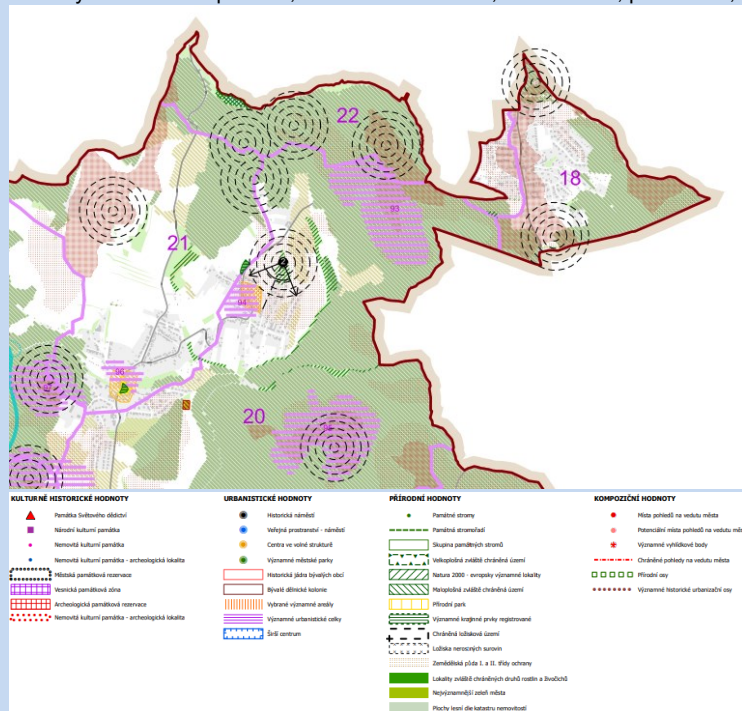 22
18
93
21
2
94
96
20
KULTURNĚ HISTORICKÉ HODNOTY
Památka Světového dědictví
Národní kulturní památka
Nemovitá kulturní památka
Nemovitá kulturní památka - archeologická lokalita
Městská památková rezervace
Vesnická památková zóna
Archeologická památková rezervace
Nemovitá kulturní památka - archeologická lokalita
URBANISTICKÉ HODNOTY
Historická náměstí
Veřejná prostranství - náměstí
Centra ve volné struktuře
Významné městské parky
Historická jádra bývalých obcí
Bývalé dělnické kolonie
Vybrané významné areály
Významné urbanistické celky
Širší centrum
PŘÍRODNÍ HODNOTY
Památné stromy
Památná stromořadí
Skupina památných stromů
Velkoplošná zvláště chráněná území
Natura 2000 - evropsky významné lokality
Maloplošná zvláště chráněná území
Přírodní park
Významné krajinné prvky registrované
Chráněná ložisková území
Ložiska nerostných surovin
Zemědělská půda I. a II. třídy ochrany
Lokality zvláště chráněných druhů rostlin a živočichů
Nejvýznamnější zeleň města
Plochy lesní dle katastru nemovitostí
KOMPOZIČNÍ HODNOTY
Místa pohledů na vedutu města
Potenciální místa pohledů na vedutu
Významné vyhlídkové body
Chráněné pohledy na vedutu města
Přírodní osy
Významné historické urbanizační osy